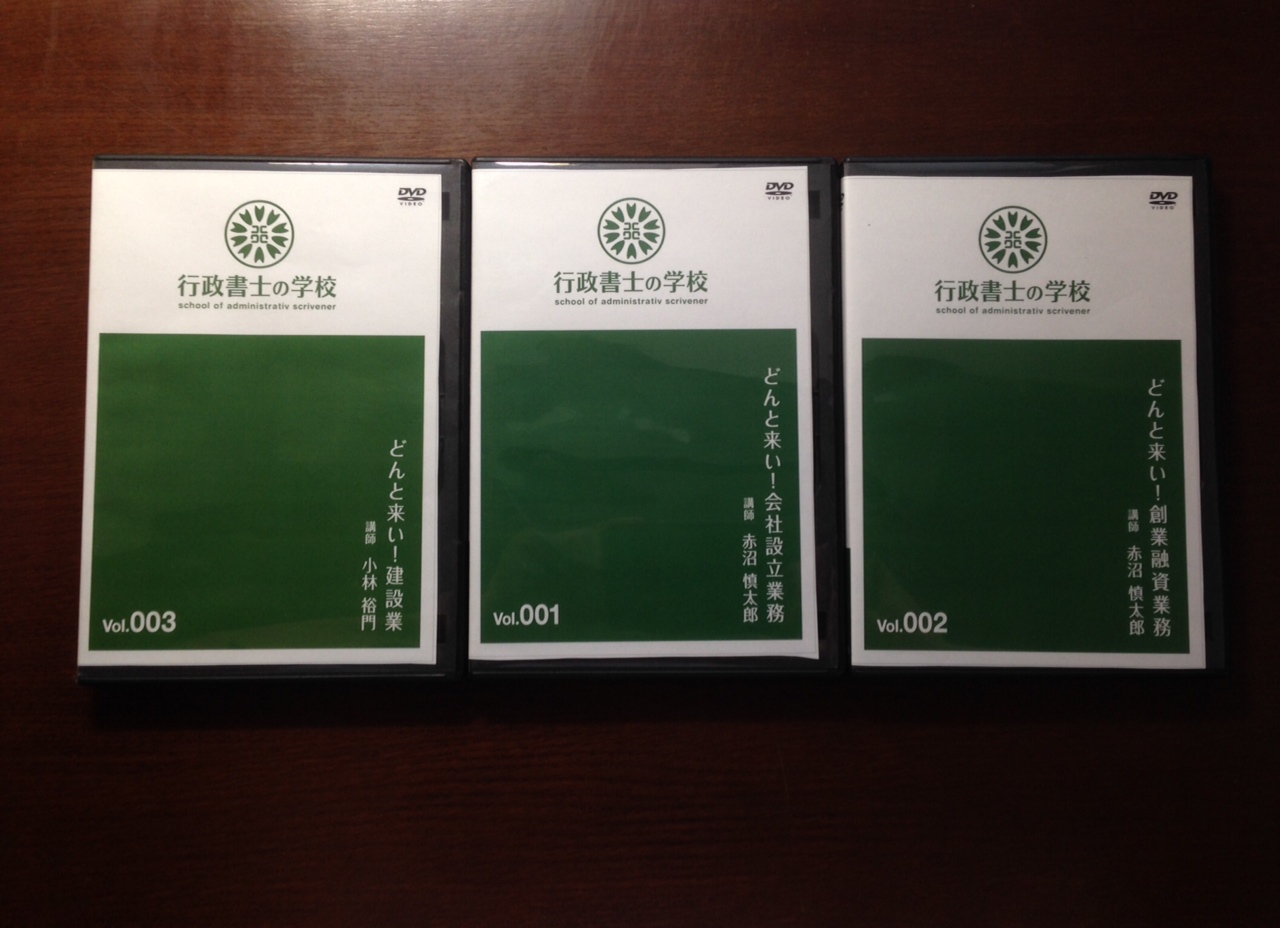 DVD
VIDEO
行政書士の学校
school of administrativ scrivener
どんと来い！建設業
講師 小林 裕門
Vol.003
DVD
VIDEO
行政書士の学校
school of administrativ scrivener
どんと来い！会社設立業務
講師 赤沼 慎太郎
Vol.001
DVD
VIDEO
行政書士の学校
school of administrativ scrivener
どんと来い！創業融資業務
講師 赤沼 慎太郎
Vol.002